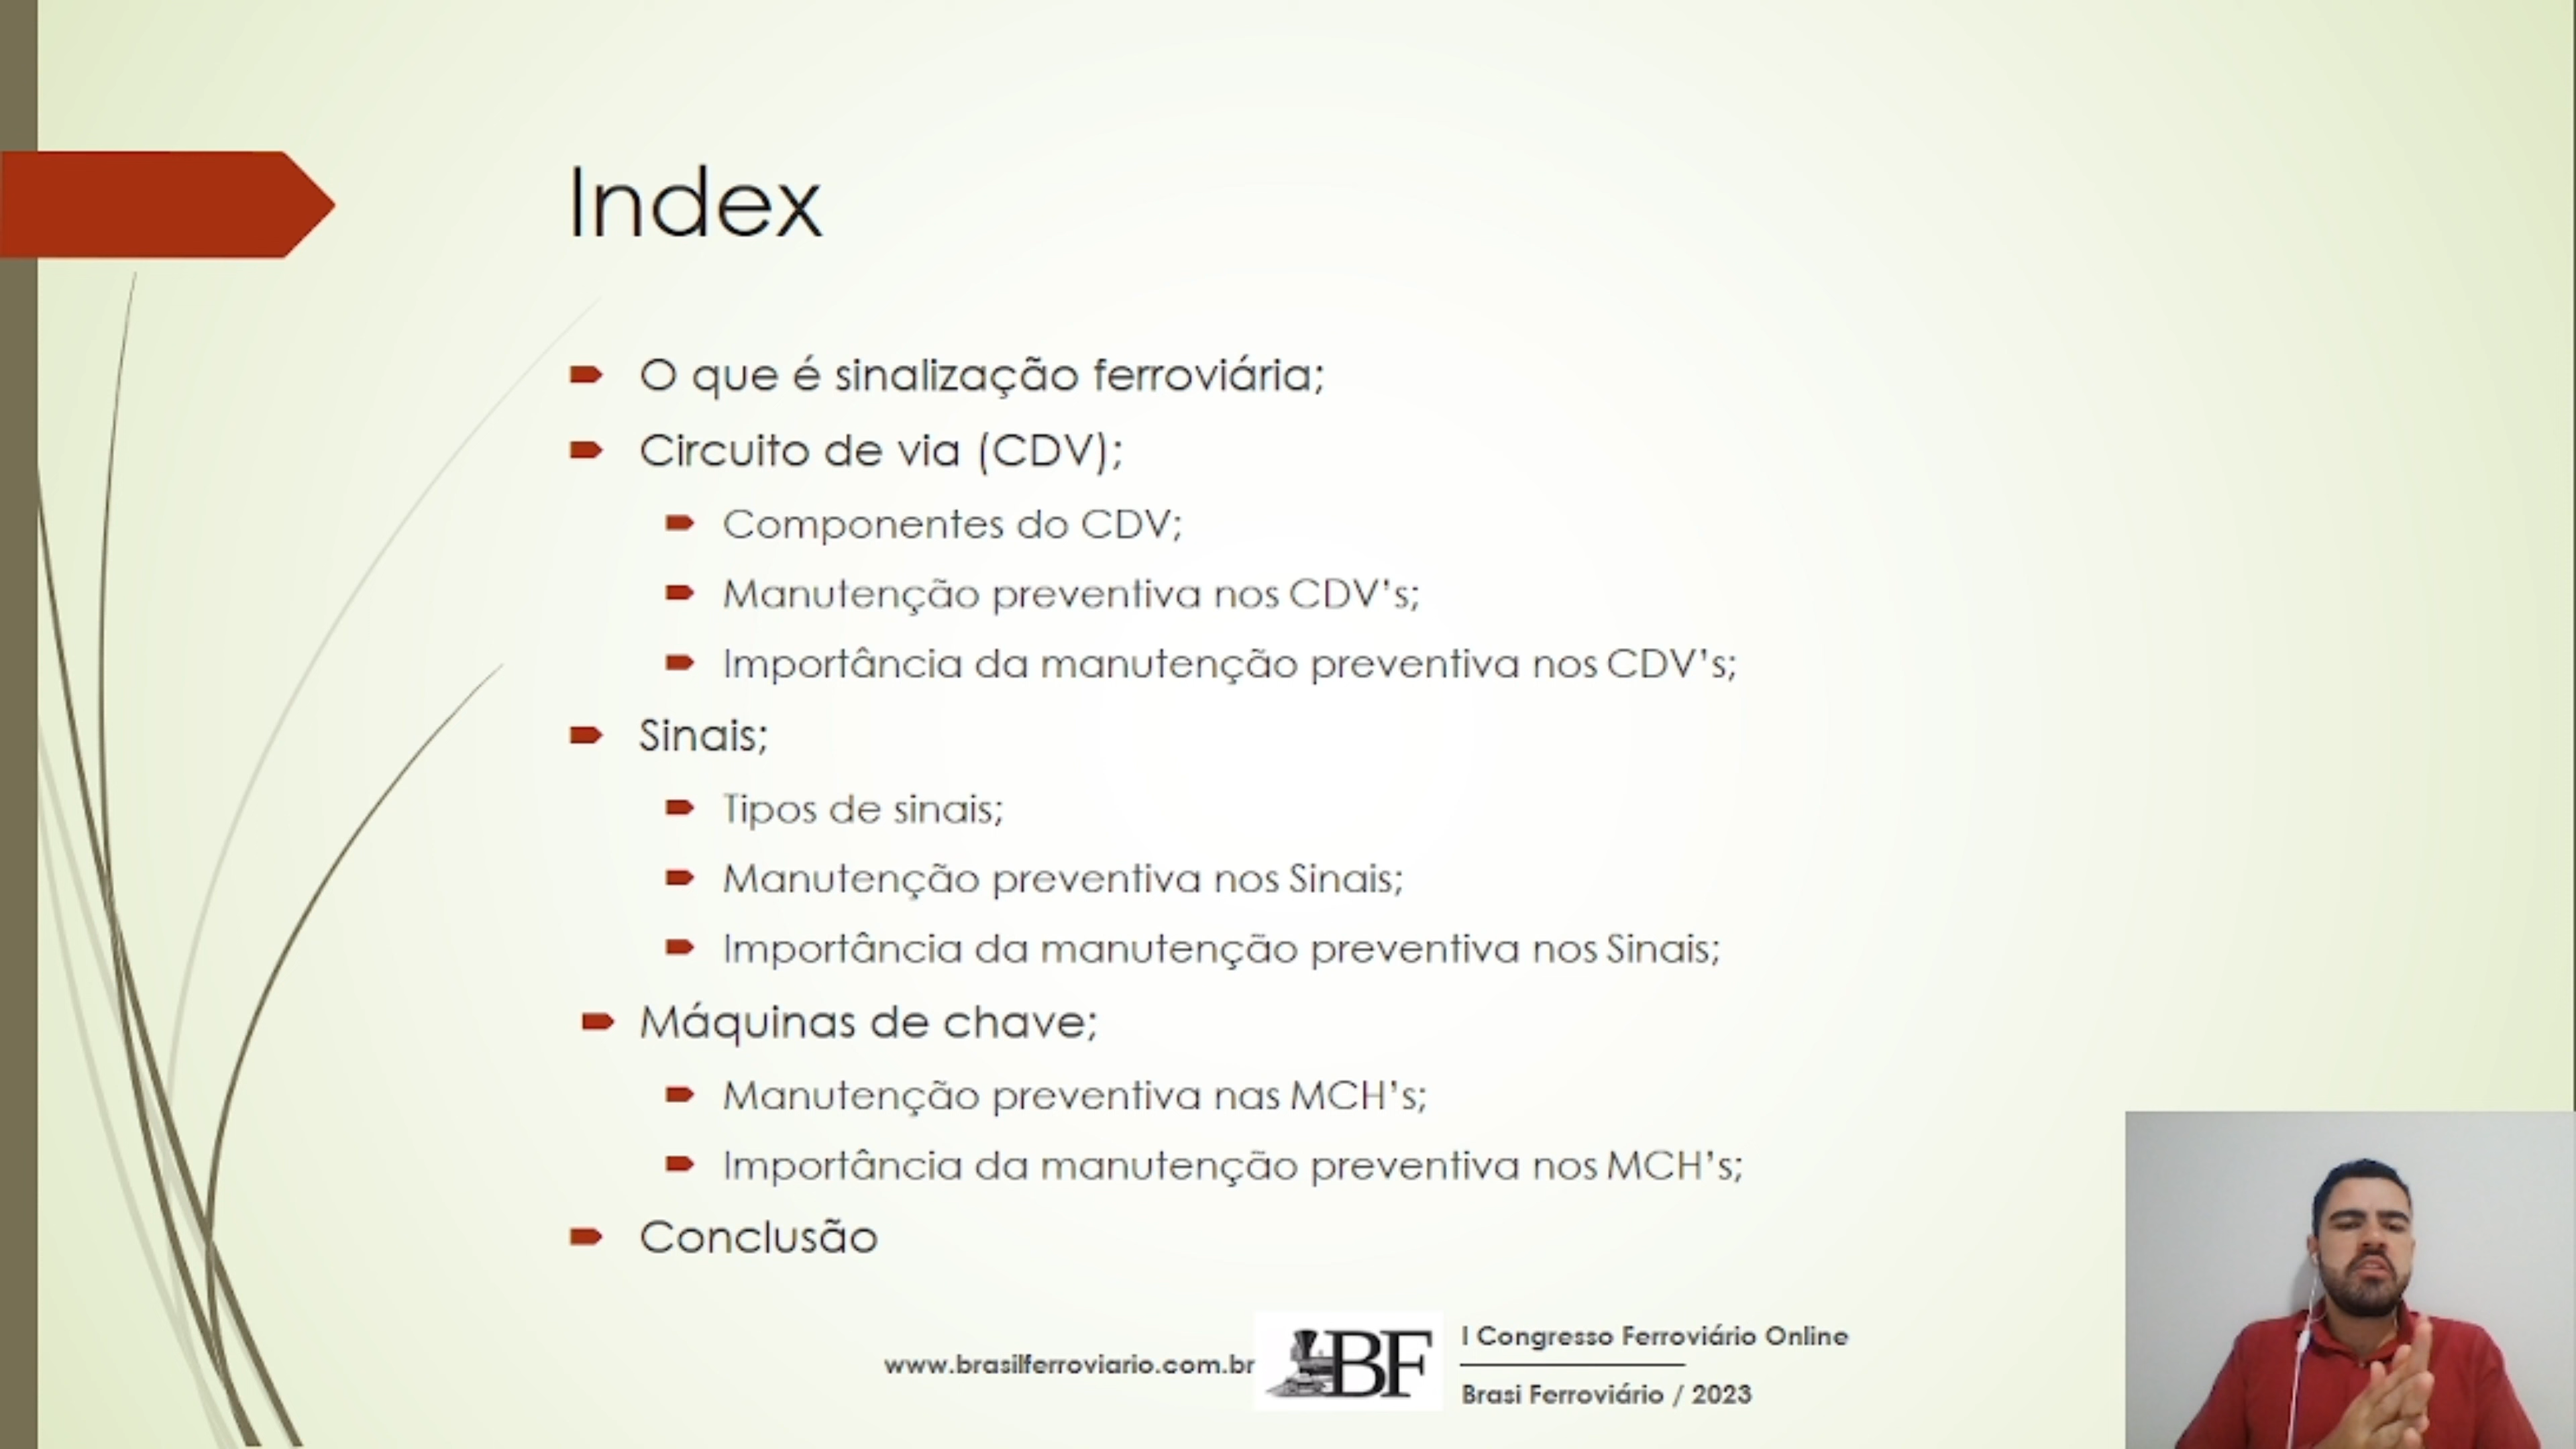 Index
O que é sinalização ferroviária;
Circuito de via (CDV);
Componentes do CDV;
Manutenção preventiva nos CDV's;
Importância da manutenção preventiva nos CDV's;
Sinais;
Tipos de sinais;
Manutenção preventiva nos Sinais;
Importância da manutenção preventiva nos Sinais;
Máquinas de chave;
Manutenção preventiva nas MCH's;
Importância da manutenção preventiva nos MCH's;
Conclusão
www.brasilferroviario.com.br
BF
I Congresso Ferroviário Online
Brasi Ferroviário / 2023